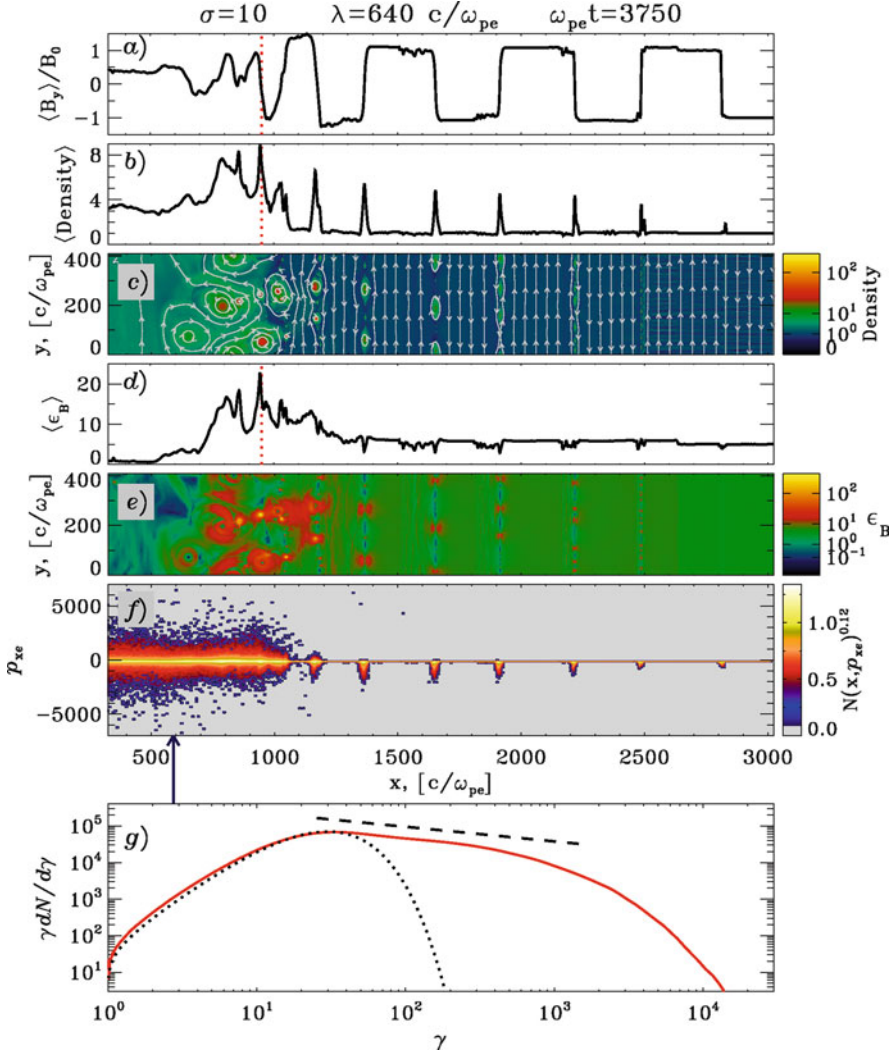 σ=10 λ=640 c/ω_pe ω_pe t=3750
a)
⟨B_y⟩/B_0
1
0
-1
b)
⟨Density⟩
8
4
0
c)
y, [c/ω_pe]
400
200
0
Density
10^2
10^1
10^0
d)
⟨ϵ_B⟩
20
10
0
e)
y, [c/ω_pe]
400
200
0
ϵ_B
10^2
10^1
10^0
10^-1
f)
p_xe
5000
0
-5000
N(x,p_xe)^0.12
1.0
0.5
0.0
500 1000 1500 2000 2500 3000
x, [c/ω_pe]
g)
γdN/dγ
10^5
10^4
10^3
10^2
10^1
10^0 10^1 10^2 10^3 10^4
γ